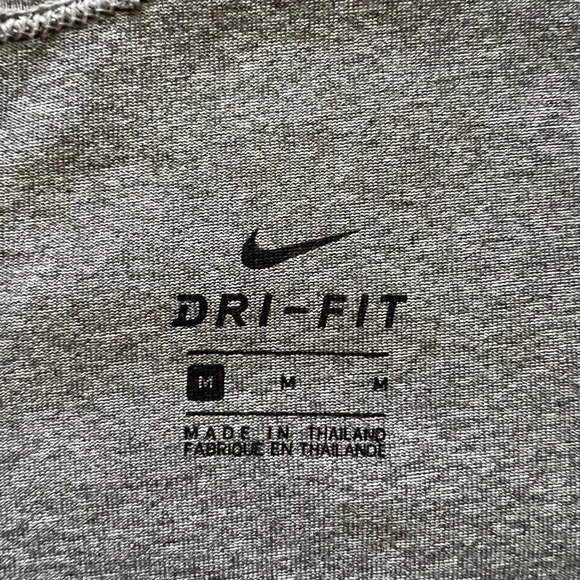 DRI-FIT
M M M
MADE IN THAILAND
FABRIQUE EN THAILANDE